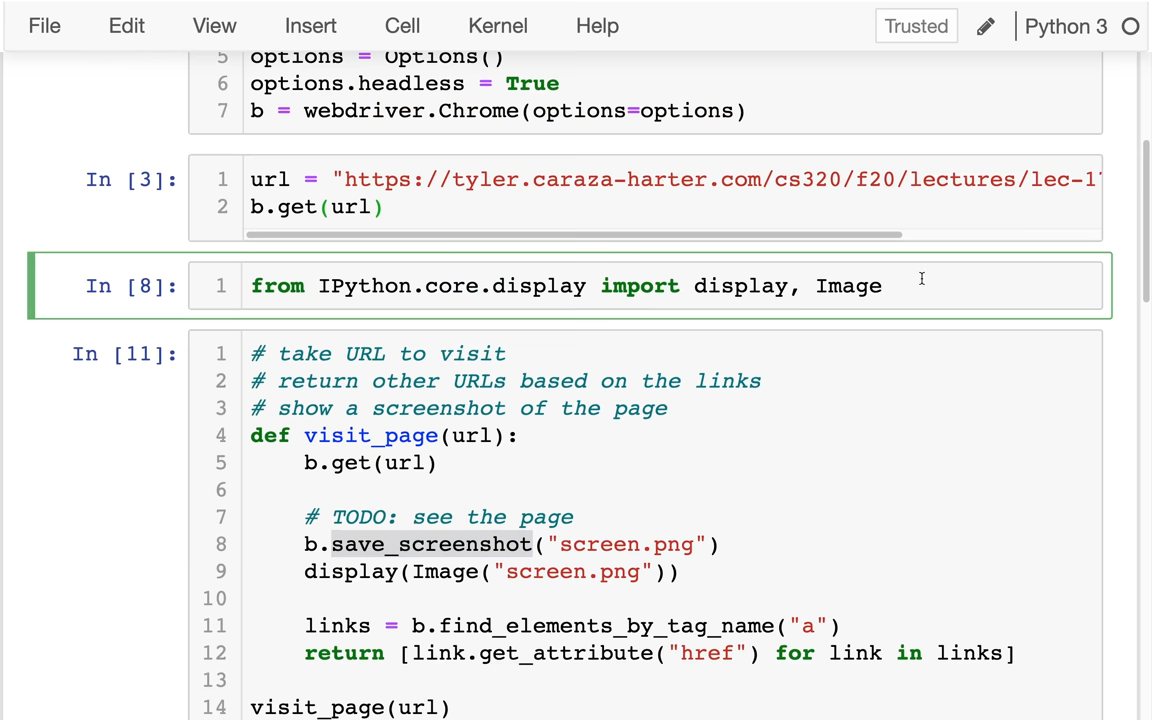 File Edit View Insert Cell Kernel Help Trusted Python 3
5 options = Options()
6 options.headless = True
7 b = webdriver.Chrome(options=options)
In [3]: 1 url = "https://tyler.caraza-harter.com/cs320/f20/lectures/lec-1
2 b.get(url)
In [8]: 1 from IPython.core.display import display, Image
In [11]: 1 # take URL to visit
2 # return other URLs based on the links
3 # show a screenshot of the page
4 def visit_page(url):
5 b.get(url)
6
7 # TODO: see the page
8 b.save_screenshot("screen.png")
9 display(Image("screen.png"))
10
11 links = b.find_elements_by_tag_name("a")
12 return [link.get_attribute("href") for link in links]
13
14 visit_page(url)